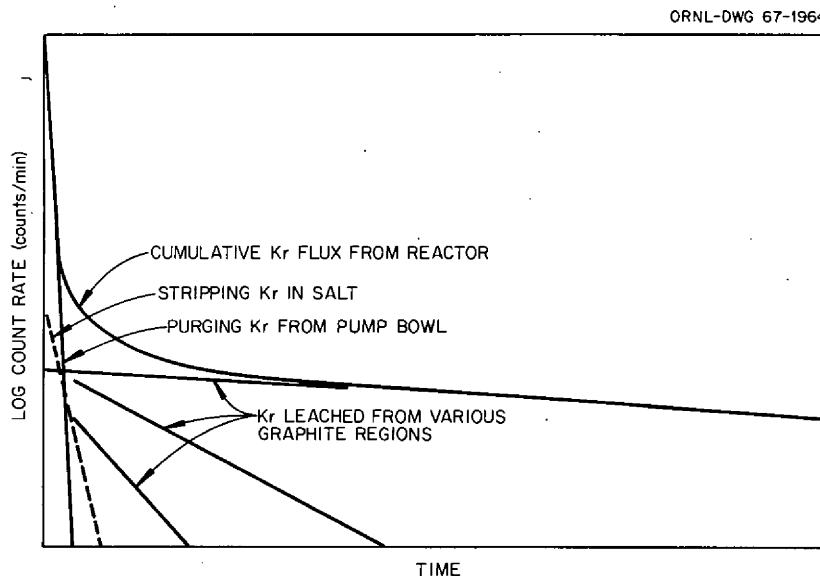 ORNL-DWG 67-1964
LOG COUNT RATE (counts/min)
CUMULATIVE Kr FLUX FROM REACTOR
STRIPPING Kr IN SALT
PURGING Kr FROM PUMP BOWL
Kr LEACHED FROM VARIOUS
GRAPHITE REGIONS
TIME